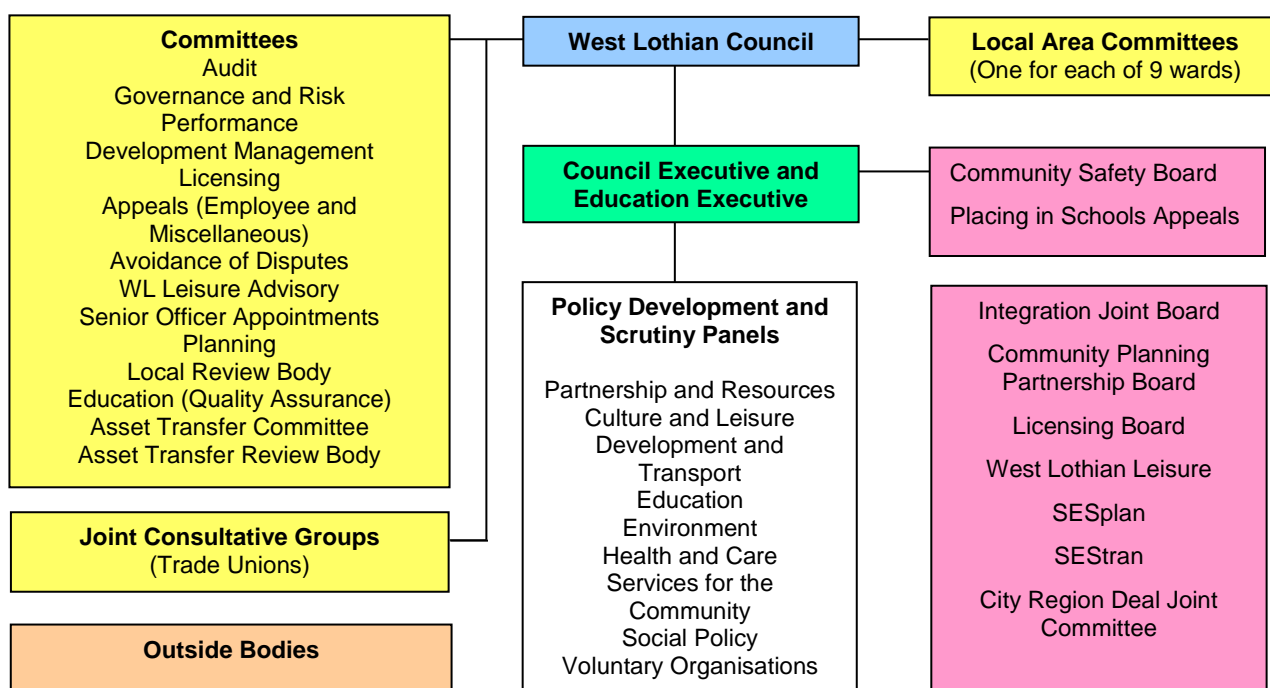 Committees
Audit
Governance and Risk
Performance
Development Management
Licensing
Appeals (Employee and
Miscellaneous)
Avoidance of Disputes
WL Leisure Advisory
Senior Officer Appointments
Planning
Local Review Body
Education (Quality Assurance)
Asset Transfer Committee
Asset Transfer Review Body
Joint Consultative Groups
(Trade Unions)
Outside Bodies
West Lothian Council
Council Executive and
Education Executive
Policy Development and
Scrutiny Panels
Partnership and Resources
Culture and Leisure
Development and
Transport
Education
Environment
Health and Care
Services for the
Community
Social Policy
Voluntary Organisations
Local Area Committees
(One for each of 9 wards)
Community Safety Board
Placing in Schools Appeals
Integration Joint Board
Community Planning
Partnership Board
Licensing Board
West Lothian Leisure
SESplan
SEStran
City Region Deal Joint
Committee